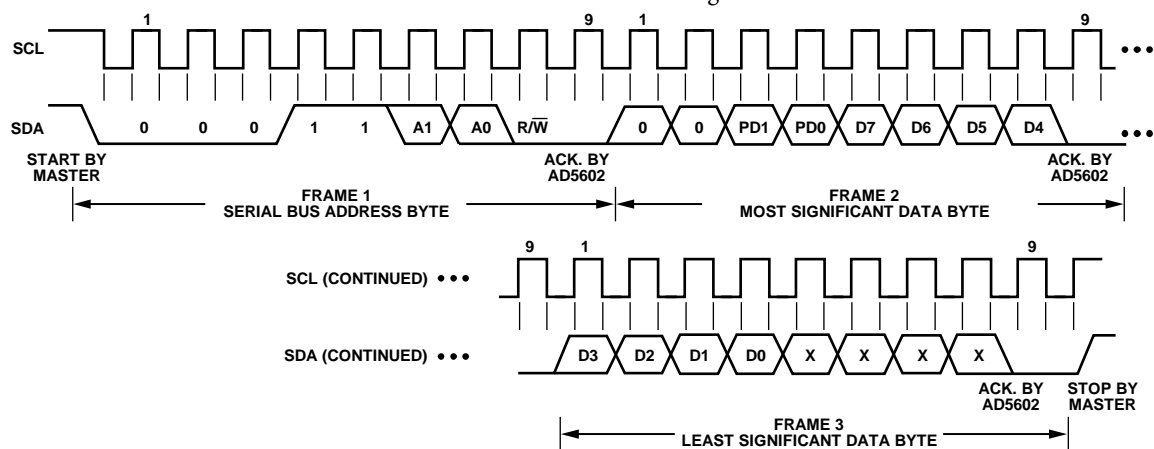 1 9 1 9
SCL
SDA 0 0 0 1 1 A1 A0 R/W̅ 0 0 PD1 PD0 D7 D6 D5 D4
START BY MASTER
ACK. BY AD5602
ACK. BY AD5602
FRAME 1
SERIAL BUS ADDRESS BYTE
FRAME 2
MOST SIGNIFICANT DATA BYTE
9 1 9
SCL (CONTINUED)
SDA (CONTINUED) D3 D2 D1 D0 X X X X
ACK. BY AD5602
STOP BY MASTER
FRAME 3
LEAST SIGNIFICANT DATA BYTE